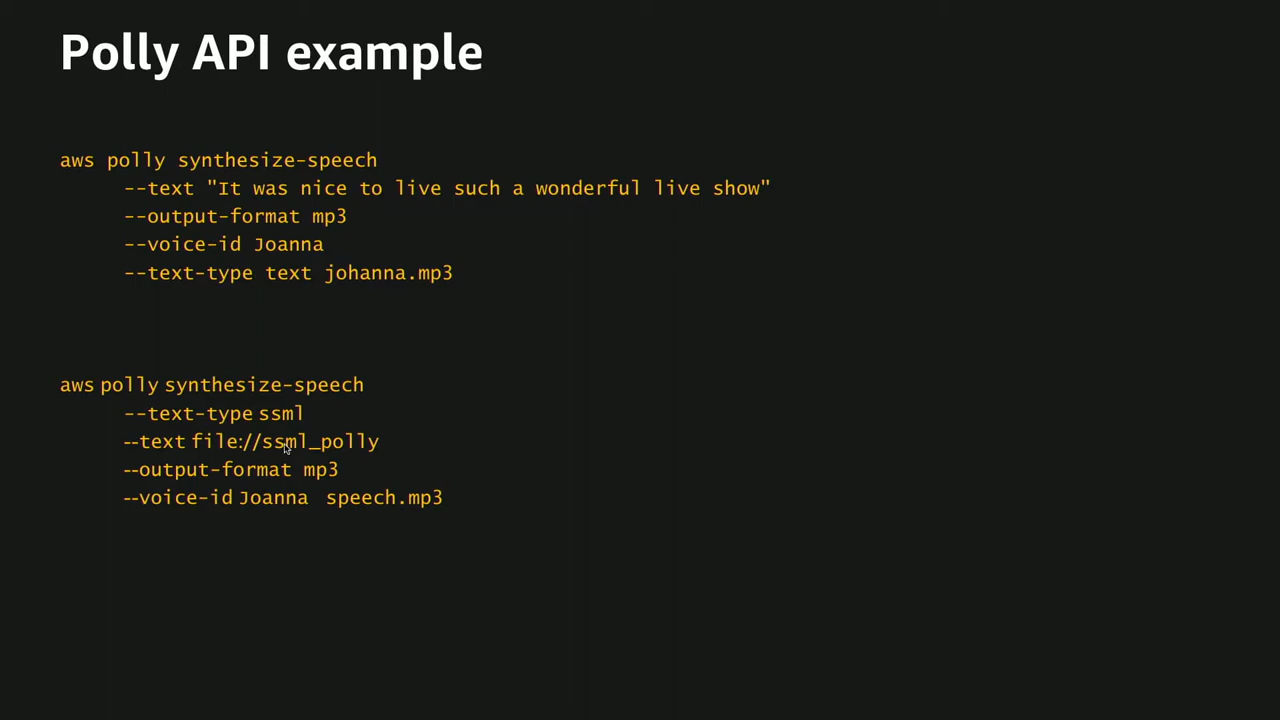 Polly API example
aws polly synthesize-speech
--text "It was nice to live such a wonderful live show"
--output-format mp3
--voice-id Joanna
--text-type text johanna.mp3
aws polly synthesize-speech
--text-type ssml
--text file://ssml_polly
--output-format mp3
--voice-id Joanna speech.mp3